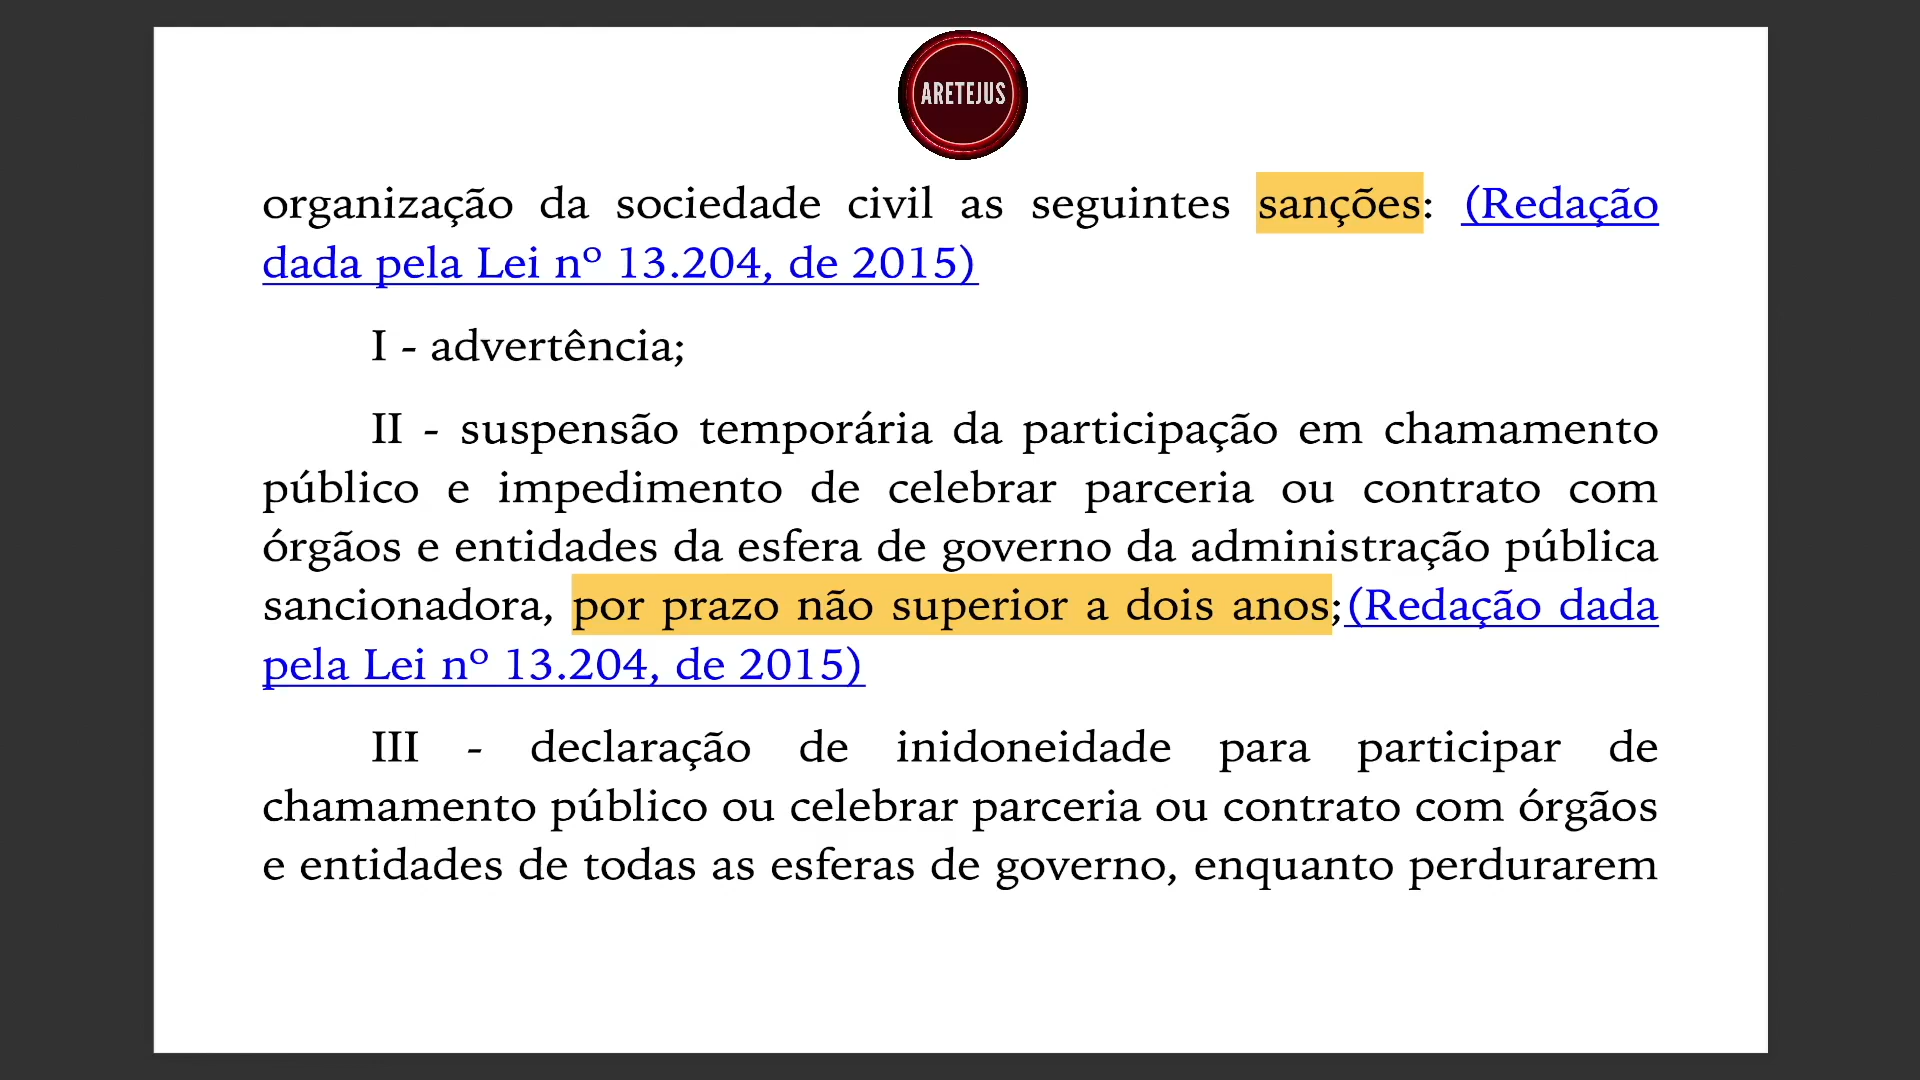 ARETEJUS
organização da sociedade civil as seguintes sanções: (Redação
dada pela Lei nº 13.204, de 2015)
I - advertência;
II - suspensão temporária da participação em chamamento
público e impedimento de celebrar parceria ou contrato com
órgãos e entidades da esfera de governo da administração pública
sancionadora, por prazo não superior a dois anos;(Redação dada
pela Lei nº 13.204, de 2015)
III - declaração de inidoneidade para participar de
chamamento público ou celebrar parceria ou contrato com órgãos
e entidades de todas as esferas de governo, enquanto perdurarem